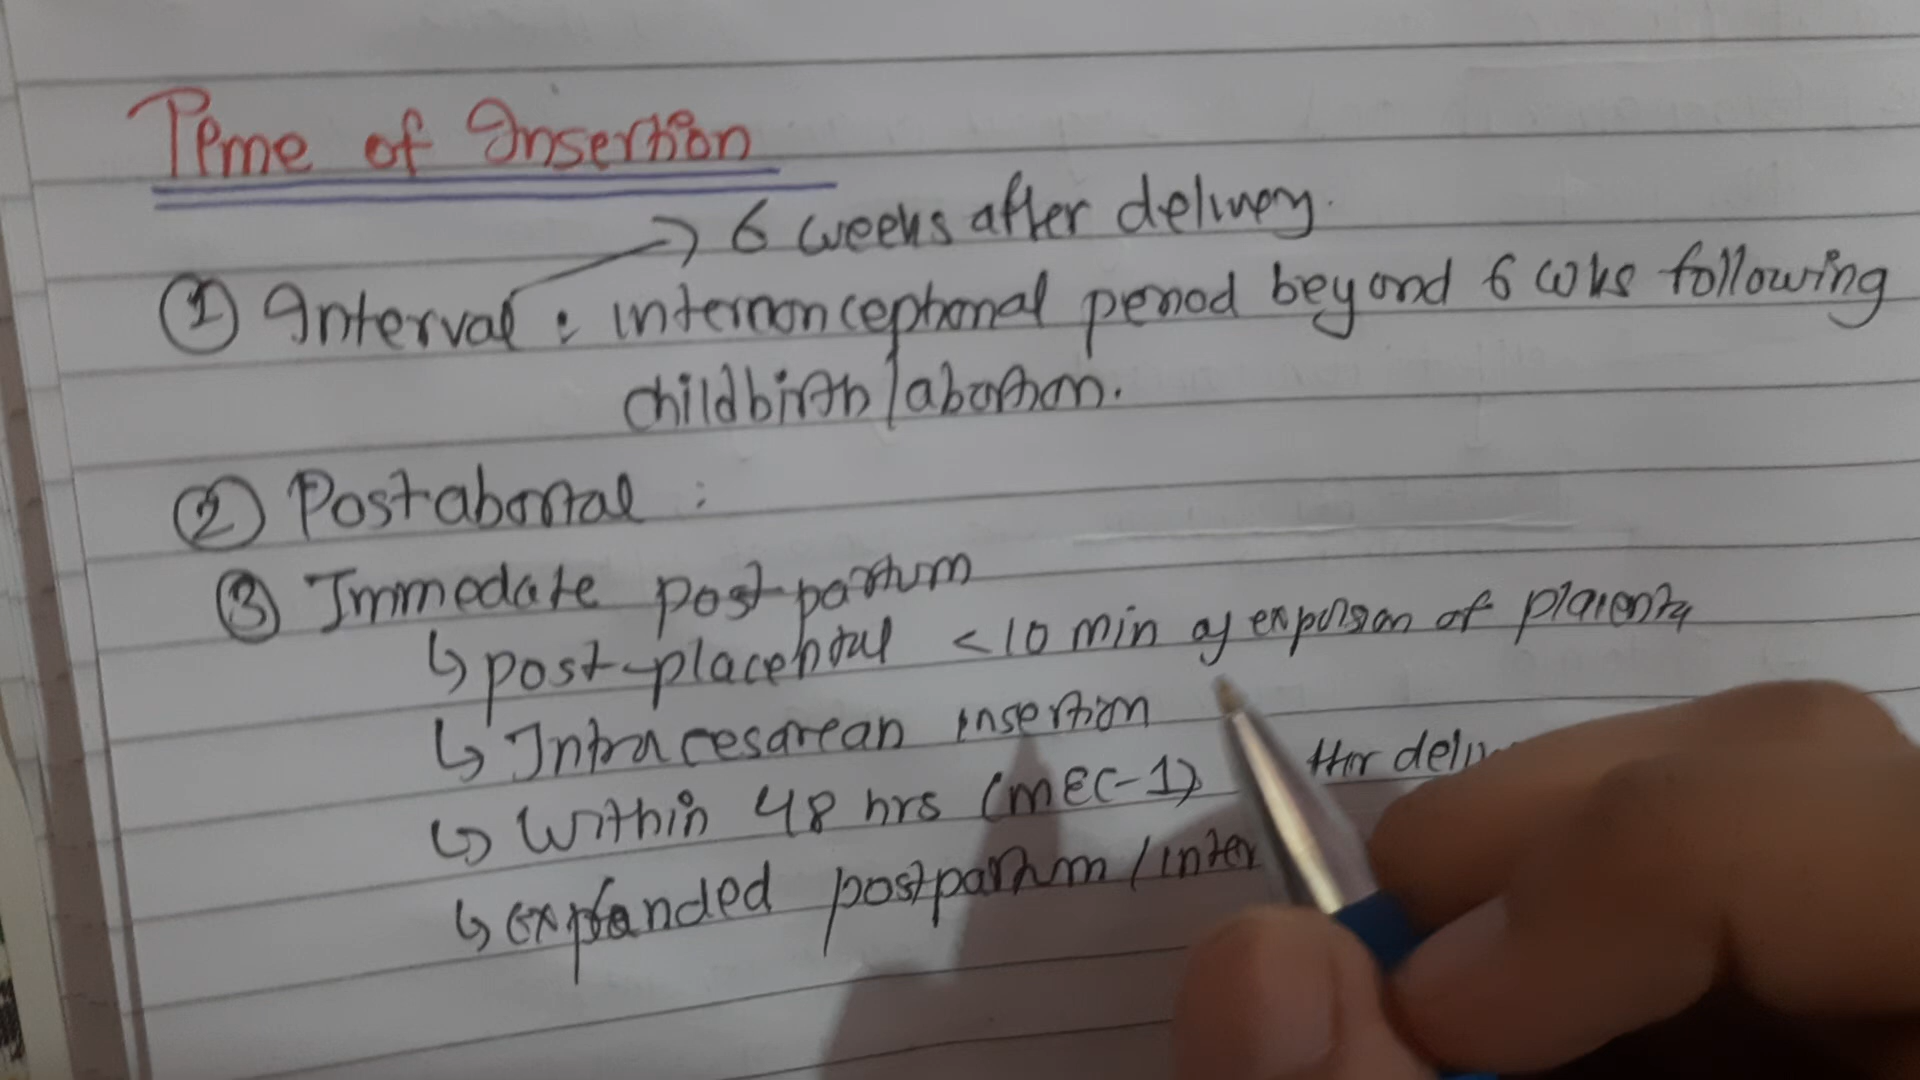 Time of Insertion
→ 6 weeks after delivery.
① Interval : interconceptional period beyond 6 wks following
childbirth/abortion.
② Postabortal :
③ Immediate post-partum
↳ post-placental < 10 min of expulsion of placenta
↳ Intracesarean insertion
↳ Within 48 hrs (mEC-1)
↳ expanded postpartum / inter